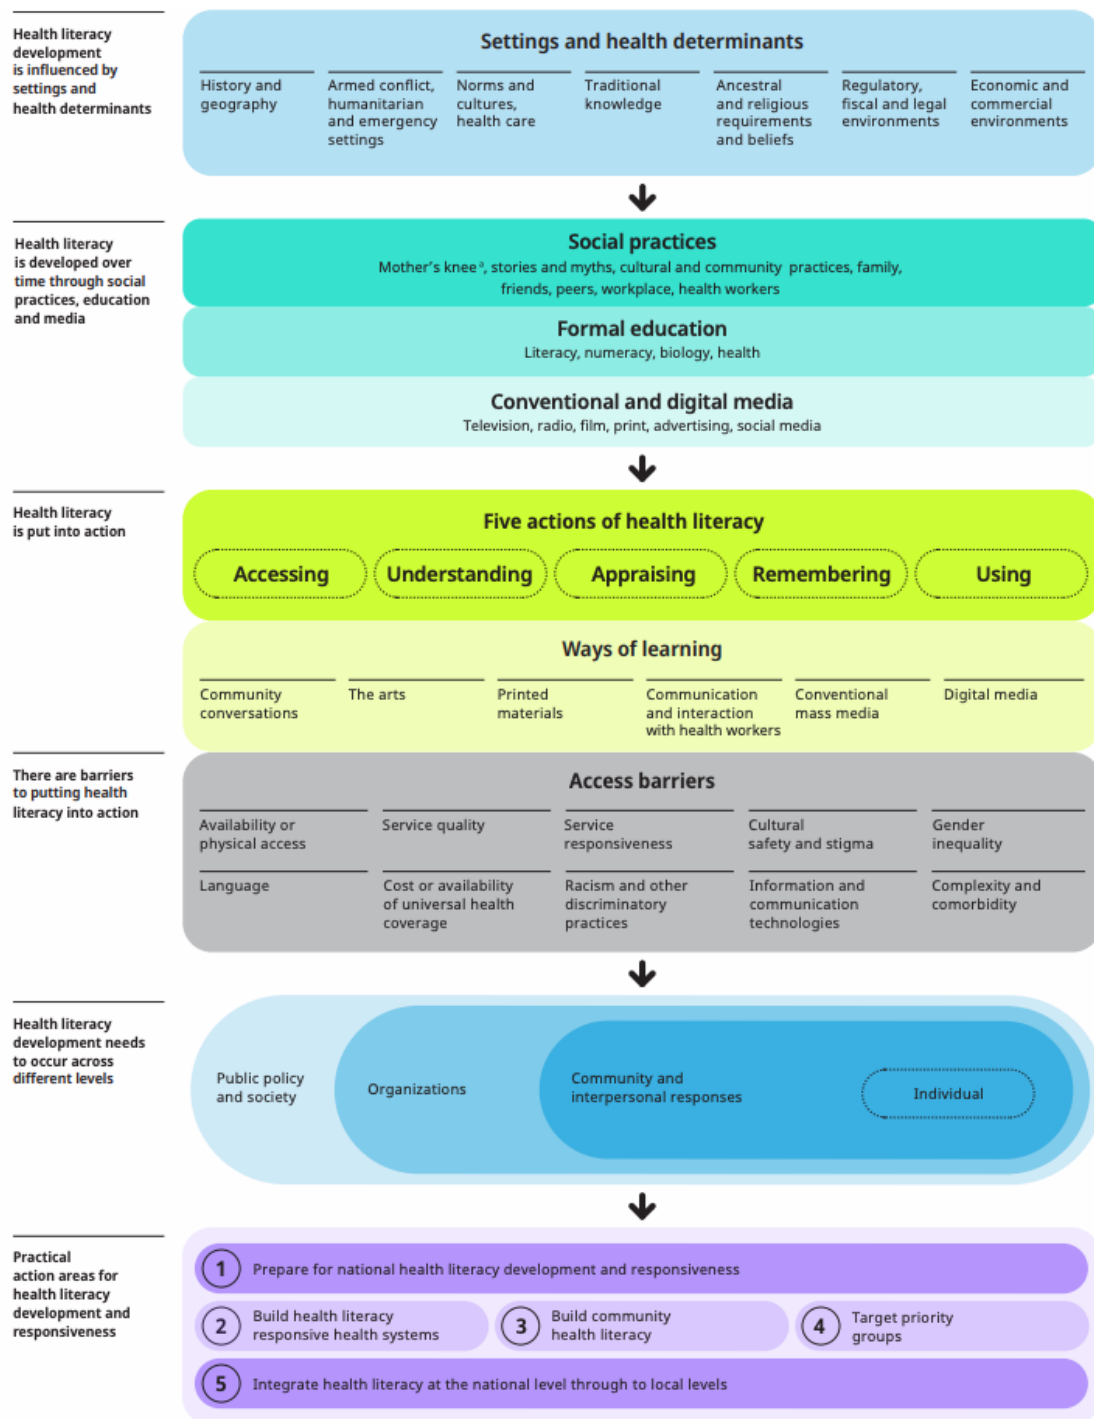 Health literacy
development
is influenced by
settings and
health determinants
Settings and health determinants
History and
geography
Armed conflict,
humanitarian
and emergency
settings
Norms and
cultures,
health care
Traditional
knowledge
Ancestral
and religious
requirements
and beliefs
Regulatory,
fiscal and legal
environments
Economic and
commercial
environments
Health literacy
is developed over
time through social
practices, education
and media
Social practices
Mother's knee ᵃ, stories and myths, cultural and community practices, family,
friends, peers, workplace, health workers
Formal education
Literacy, numeracy, biology, health
Conventional and digital media
Television, radio, film, print, advertising, social media
Health literacy
is put into action
Five actions of health literacy
Accessing
Understanding
Appraising
Remembering
Using
Ways of learning
Community
conversations
The arts
Printed
materials
Communication
and interaction
with health workers
Conventional
mass media
Digital media
There are barriers
to putting health
literacy into action
Access barriers
Availability or
physical access
Service quality
Service
responsiveness
Cultural
safety and stigma
Gender
inequality
Language
Cost or availability
of universal health
coverage
Racism and other
discriminatory
practices
Information and
communication
technologies
Complexity and
comorbidity
Health literacy
development needs
to occur across
different levels
Public policy
and society
Organizations
Community and
interpersonal responses
Individual
Practical
action areas for
health literacy
development and
responsiveness
1 Prepare for national health literacy development and responsiveness
2 Build health literacy
responsive health systems
3 Build community
health literacy
4 Target priority
groups
5 Integrate health literacy at the national level through to local levels